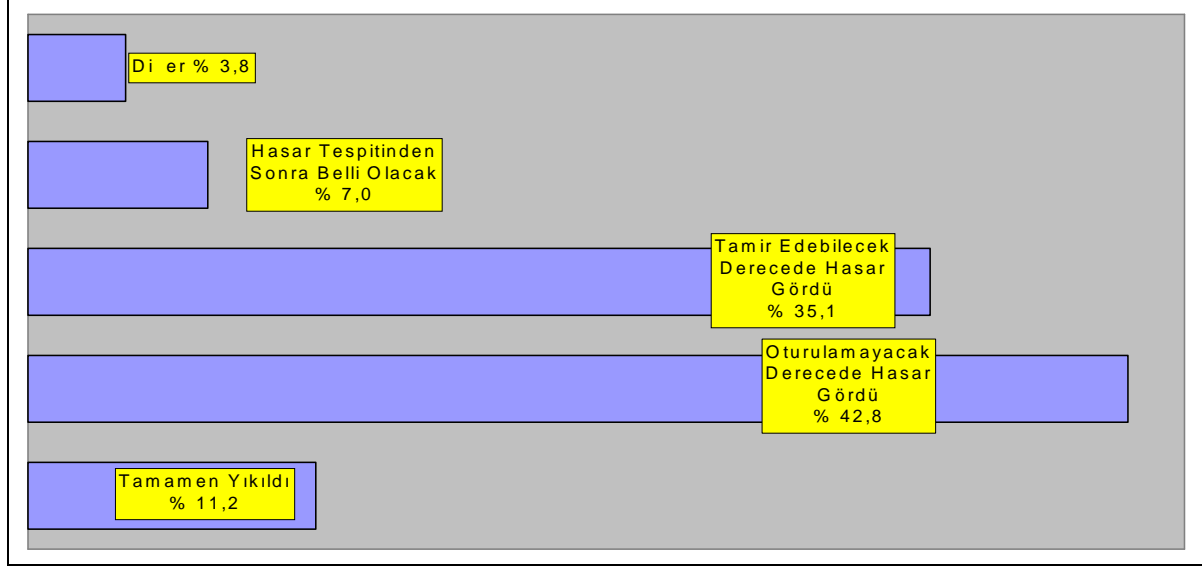 Di er % 3,8
Hasar Tespitinden
Sonra Belli Olacak
% 7,0
Tamir Edebilecek
Derecede Hasar
Gördü
% 35,1
Oturulamayacak
Derecede Hasar
Gördü
% 42,8
Tamamen Yıkıldı
% 11,2